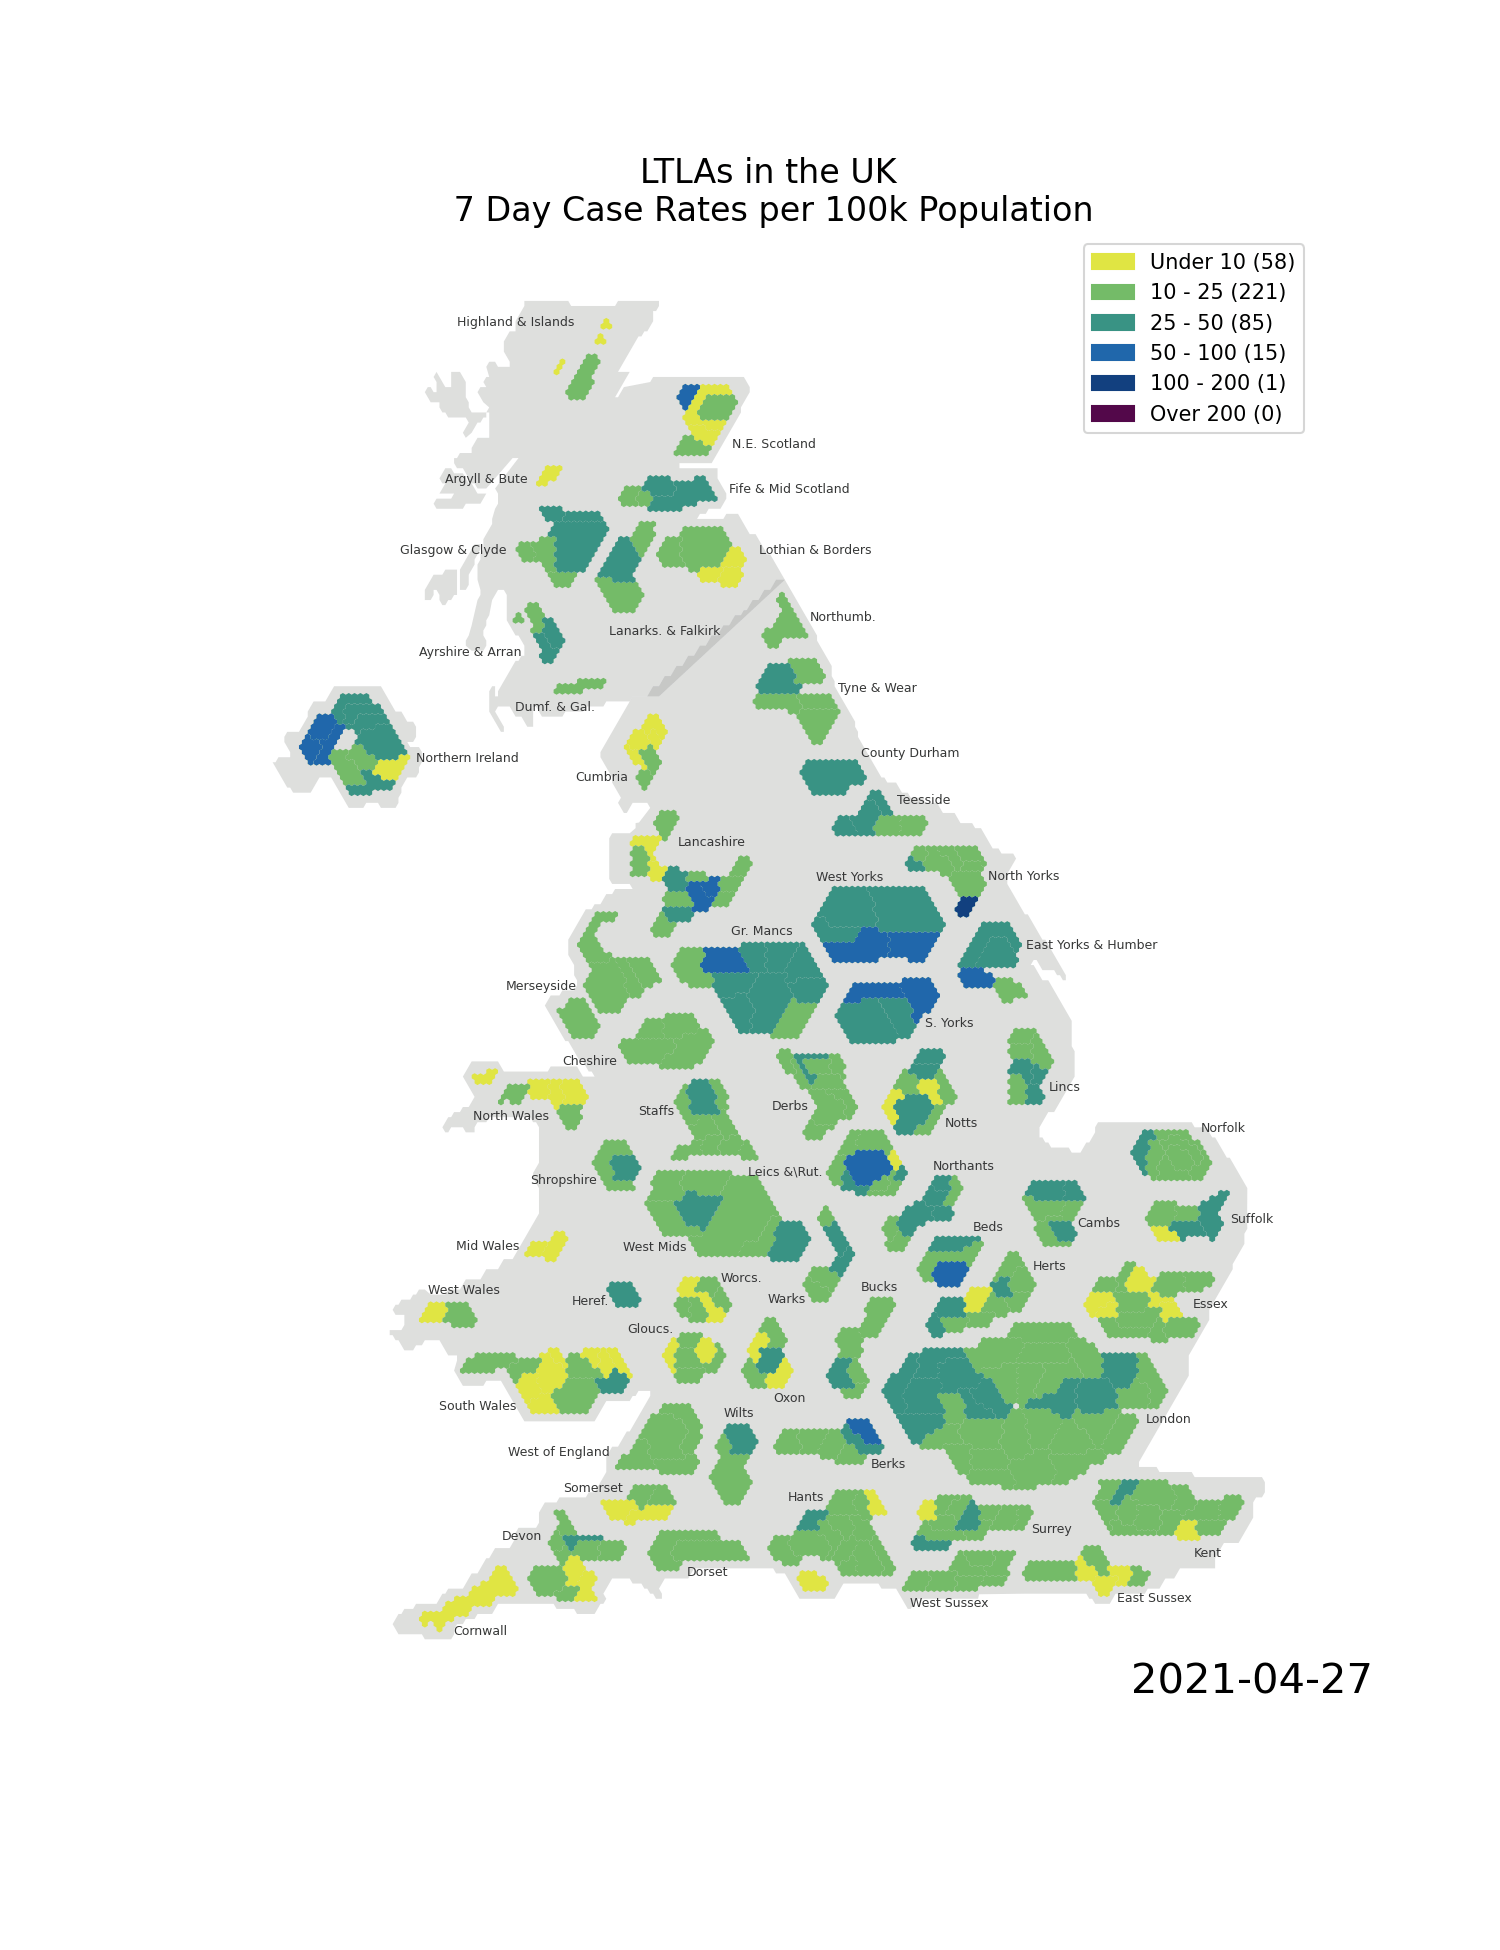 LTLAs in the UK
7 Day Case Rates per 100k Population
Under 10 (58)
10 - 25 (221)
25 - 50 (85)
50 - 100 (15)
100 - 200 (1)
Over 200 (0)
Highland & Islands
N.E. Scotland
Argyll & Bute
Fife & Mid Scotland
Glasgow & Clyde
Lothian & Borders
Northumb.
Lanarks. & Falkirk
Ayrshire & Arran
Tyne & Wear
Dumf. & Gal.
County Durham
Northern Ireland
Cumbria
Teesside
Lancashire
West Yorks
North Yorks
Gr. Mancs
East Yorks & Humber
Merseyside
S. Yorks
Cheshire
Lincs
Derbs
Staffs
North Wales
Notts
Norfolk
Northants
Leics &\Rut.
Shropshire
Suffolk
Cambs
Beds
Mid Wales
West Mids
Herts
Worcs.
Bucks
West Wales
Warks
Heref.
Essex
Gloucs.
Oxon
South Wales
Wilts
London
West of England
Berks
Somerset
Hants
Surrey
Devon
Kent
Dorset
East Sussex
West Sussex
Cornwall
2021-04-27